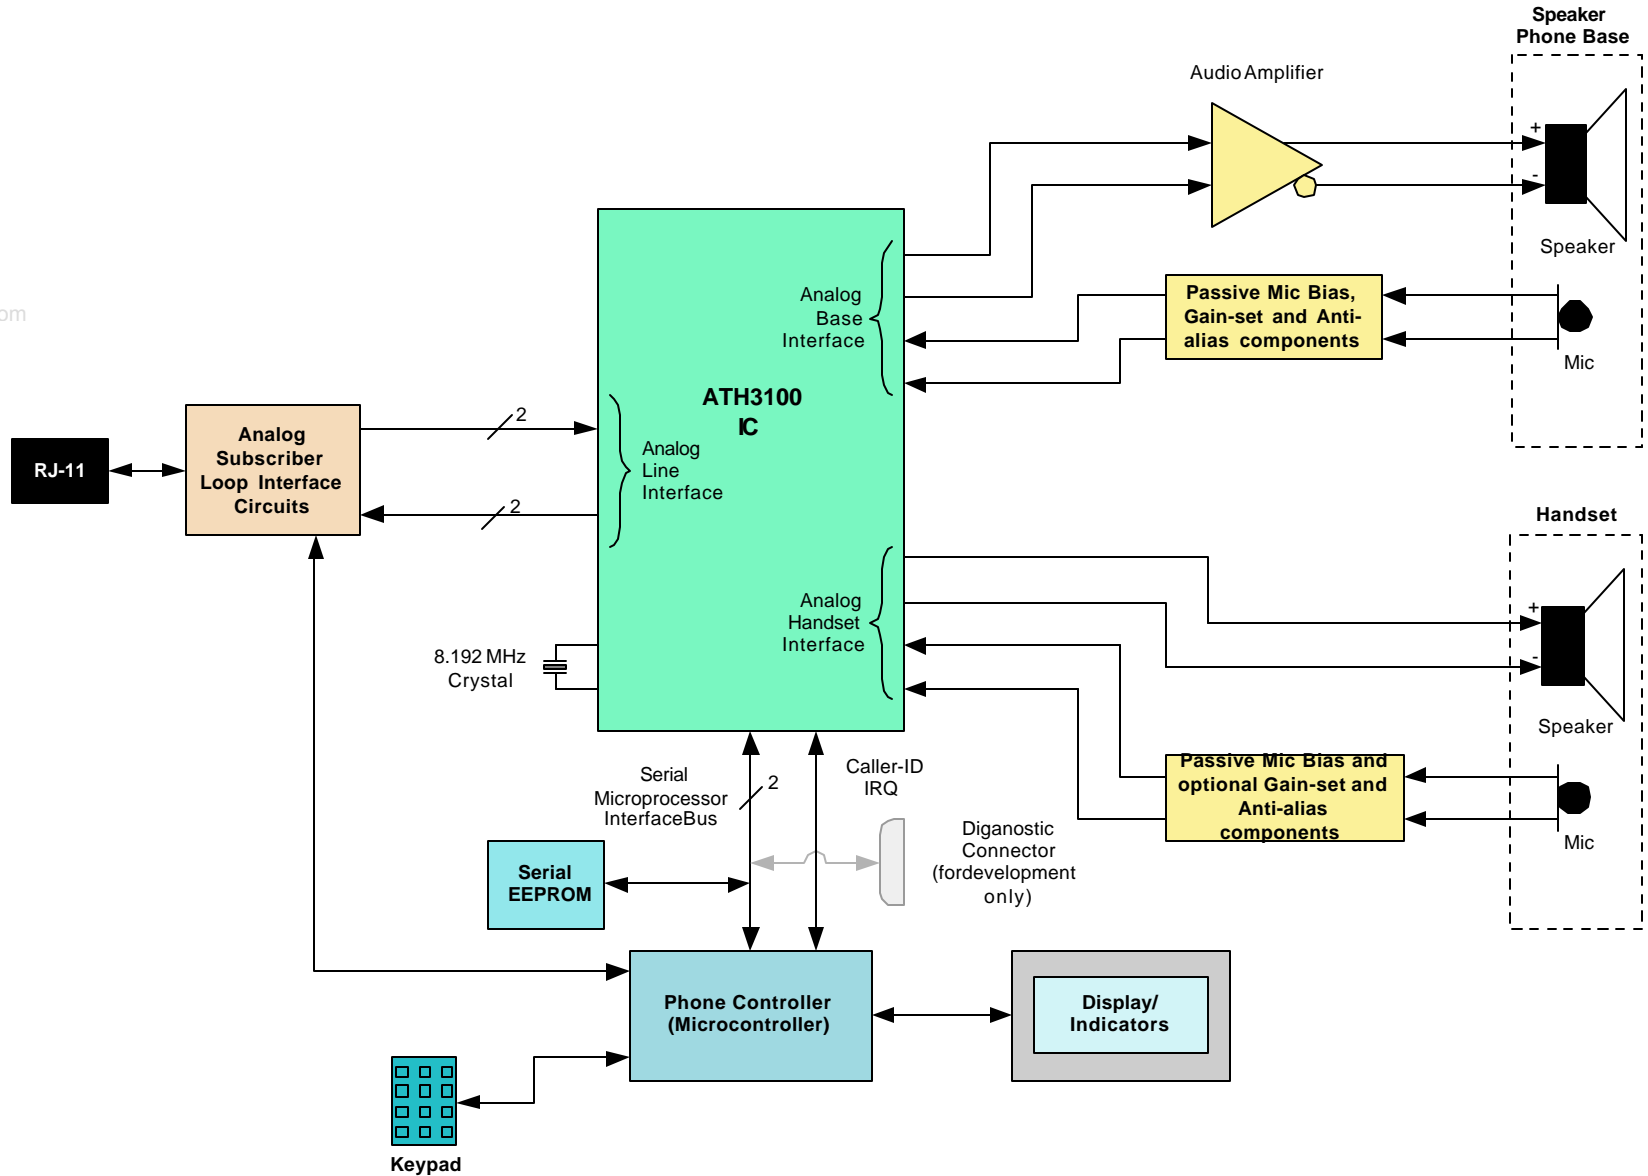 Speaker
Phone Base
Audio Amplifier
+
-
Speaker
Passive Mic Bias,
Gain-set and Anti-
alias components
Mic
om
Analog
Base
Interface
ATH3100
IC
Analog
Line
Interface
2
2
RJ-11
Analog
Subscriber
Loop Interface
Circuits
Handset
+
-
Speaker
Analog
Handset
Interface
8.192 MHz
Crystal
Passive Mic Bias and
optional Gain-set and
Anti-alias
components
Mic
Serial
Microprocessor
InterfaceBus
2
Caller-ID
IRQ
Diganostic
Connector
(fordevelopment
only)
Serial
EEPROM
Phone Controller
(Microcontroller)
Display/
Indicators
Keypad